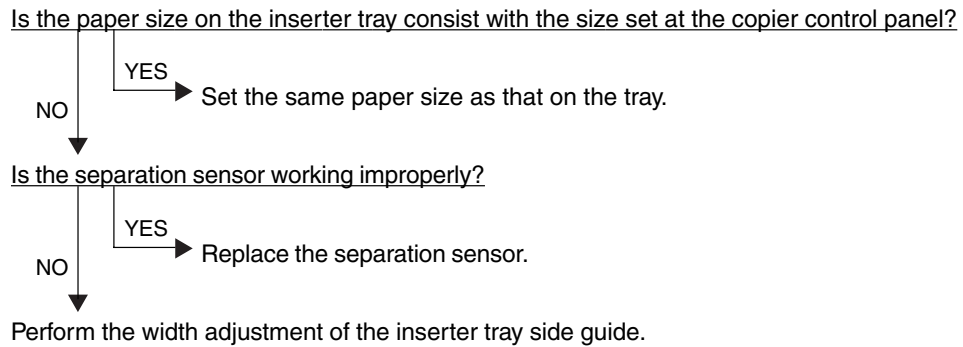 Is the paper size on the inserter tray consist with the size set at the copier control panel?
YES
Set the same paper size as that on the tray.
NO
Is the separation sensor working improperly?
YES
Replace the separation sensor.
NO
Perform the width adjustment of the inserter tray side guide.